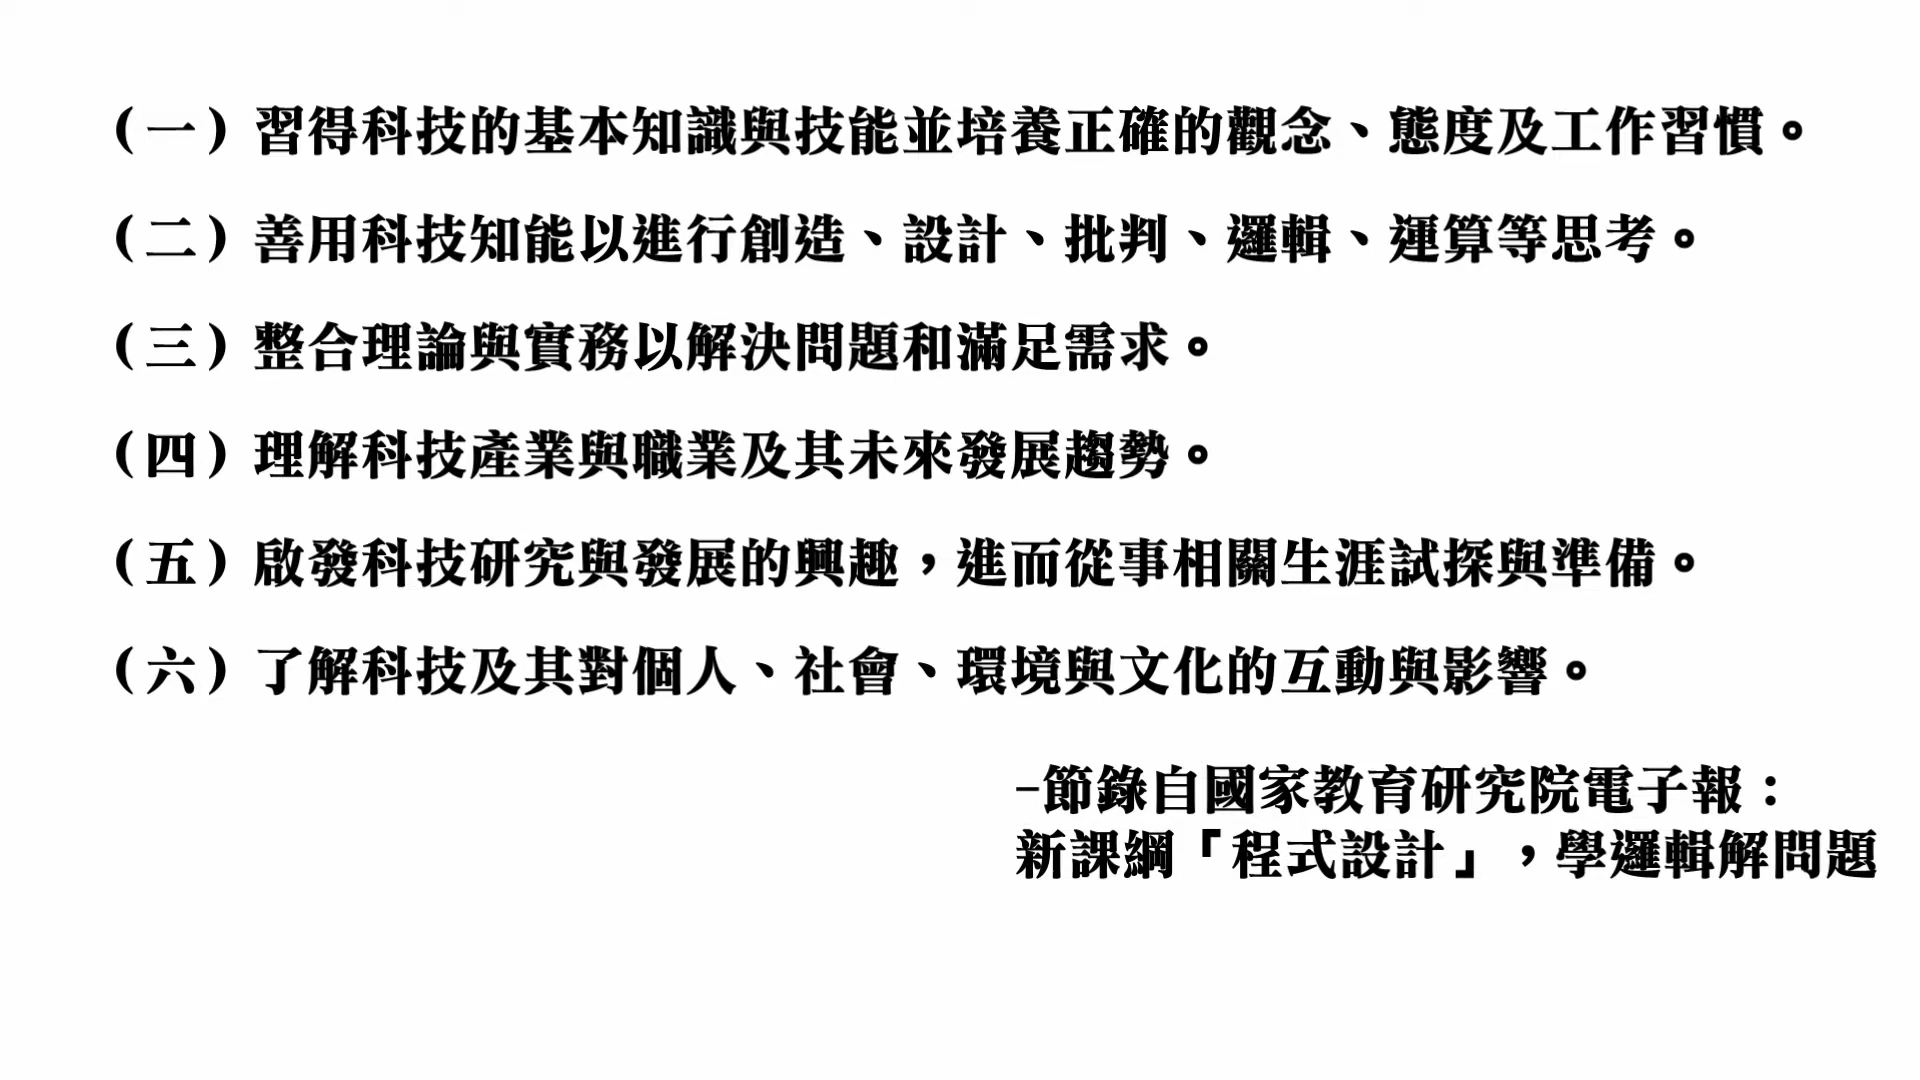 （一）習得科技的基本知識與技能並培養正確的觀念、態度及工作習慣。
（二）善用科技知能以進行創造、設計、批判、邏輯、運算等思考。
（三）整合理論與實務以解決問題和滿足需求。
（四）理解科技產業與職業及其未來發展趨勢。
（五）啟發科技研究與發展的興趣，進而從事相關生涯試探與準備。
（六）了解科技及其對個人、社會、環境與文化的互動與影響。
–節錄自國家教育研究院電子報：
新課綱「程式設計」，學邏輯解問題